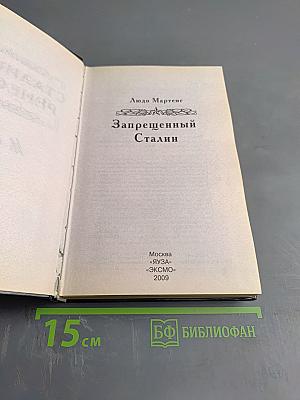 Людо Мартенс
Запрещенный
Сталин
Москва
«ЯУЗА»
«ЭКСМО»
2009
15 см
БФ БИБЛИОФАН